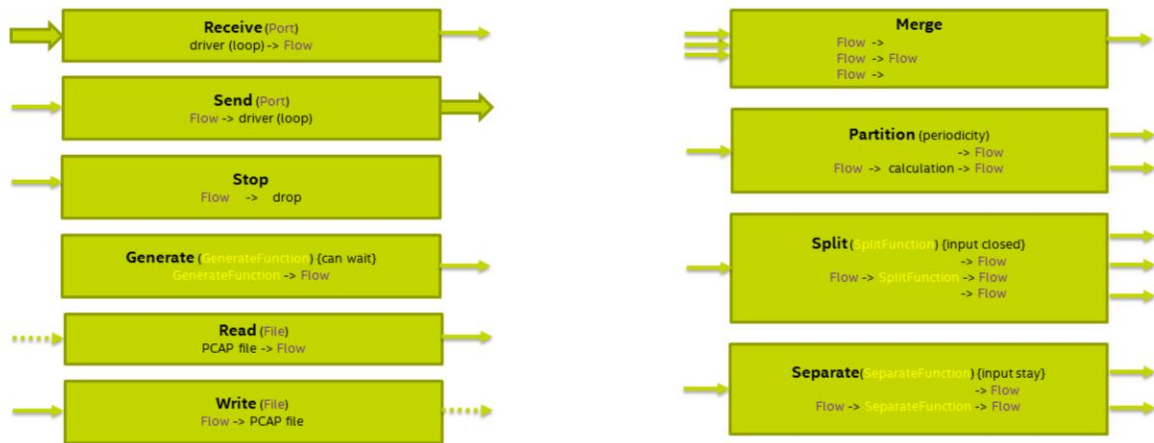 Receive (Port)
driver (loop) -> Flow
Send (Port)
Flow -> driver (loop)
Stop
Flow -> drop
Generate (GenerateFunction) {can wait}
GenerateFunction -> Flow
Read (File)
PCAP file -> Flow
Write (File)
Flow -> PCAP file
Merge
Flow ->
Flow -> Flow
Flow ->
Partition (periodicity)
-> Flow
Flow -> calculation -> Flow
Split(SplitFunction) {input closed}
-> Flow
Flow -> SplitFunction -> Flow
-> Flow
Separate(SeparateFunction) {input stay}
-> Flow
Flow -> SeparateFunction -> Flow